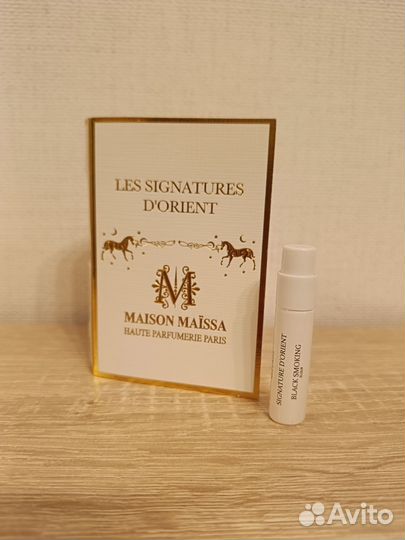 LES SIGNATURES
D'ORIENT
M
MAISON MAÏSSA
HAUTE PARFUMERIE PARIS
SIGNATURE D'ORIENT
BLACK SMOKING
Avito